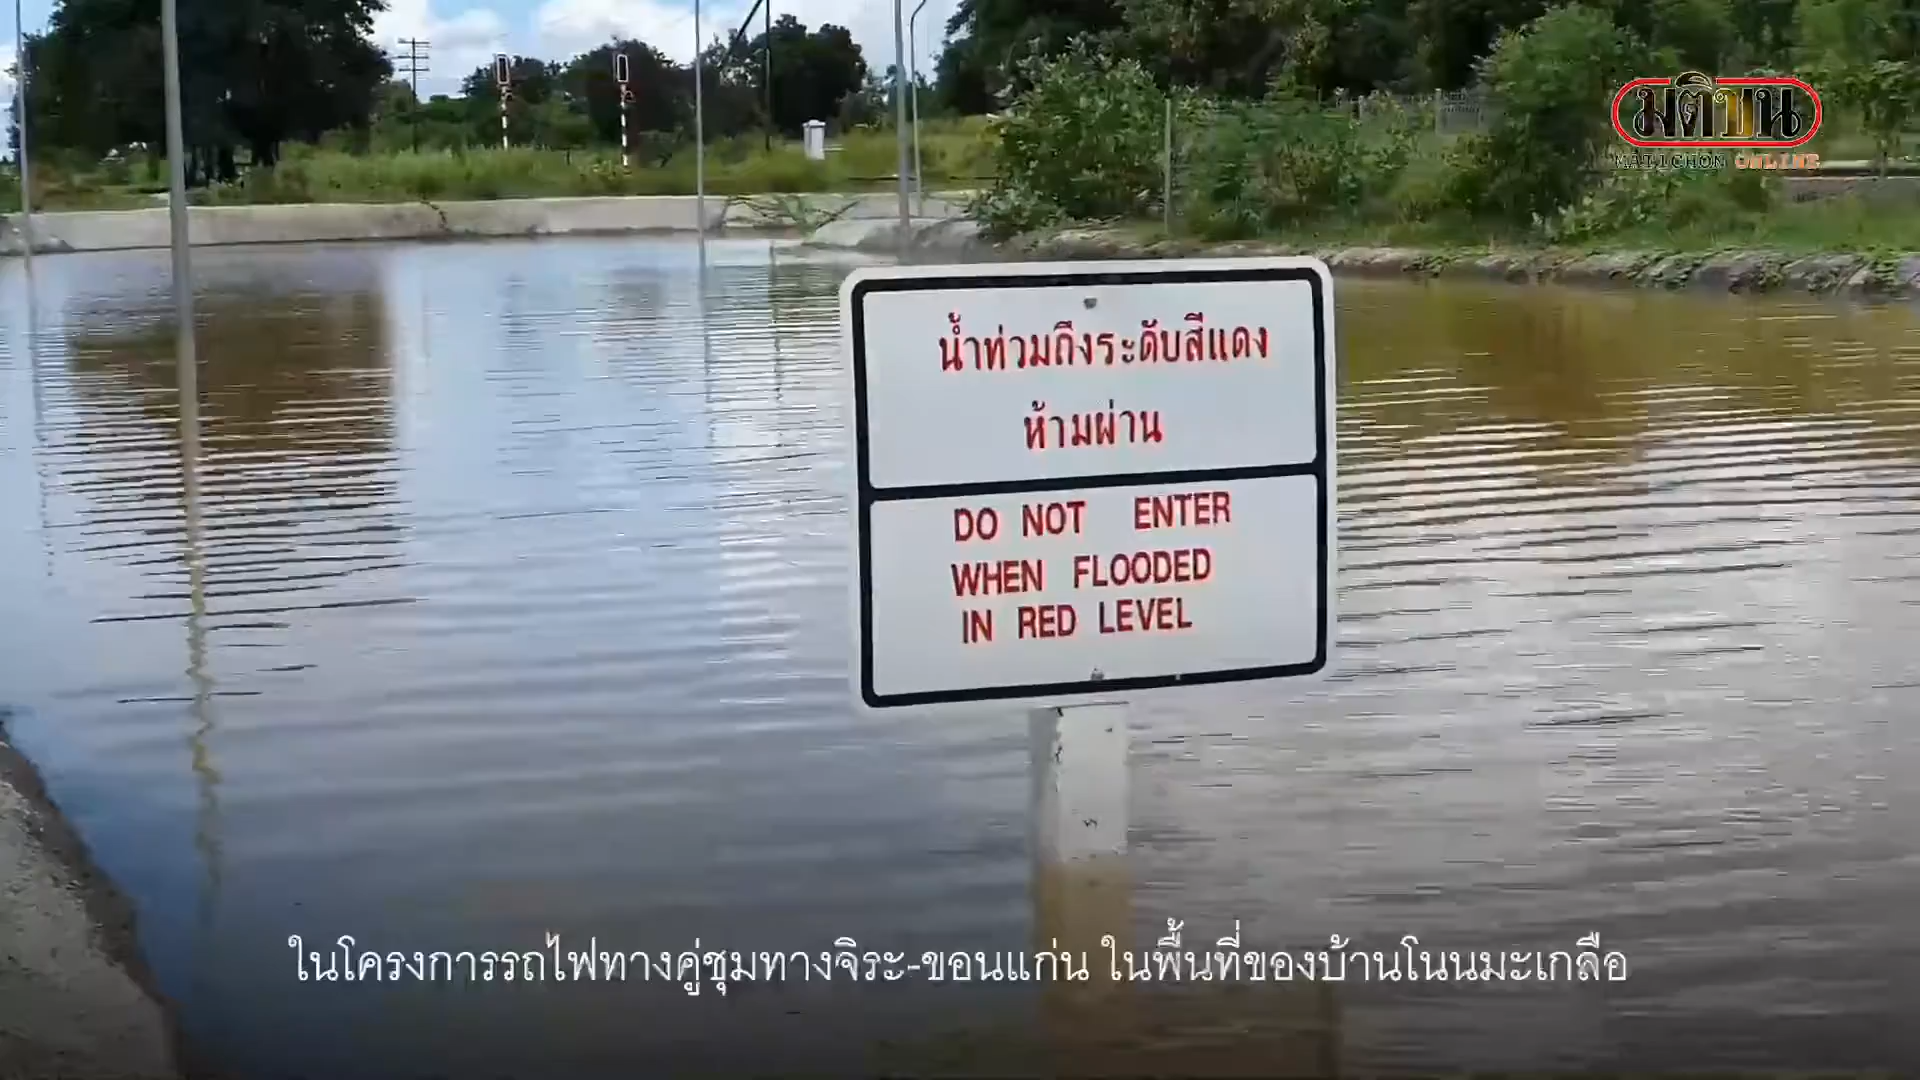 มติชน
MATICHON ONLINE
น้ำท่วมถึงระดับสีแดง
ห้ามผ่าน
DO NOT ENTER
WHEN FLOODED
IN RED LEVEL
ในโครงการรถไฟทางคู่ชุมทางจิระ-ขอนแก่น ในพื้นที่ของบ้านโนนมะเกลือ